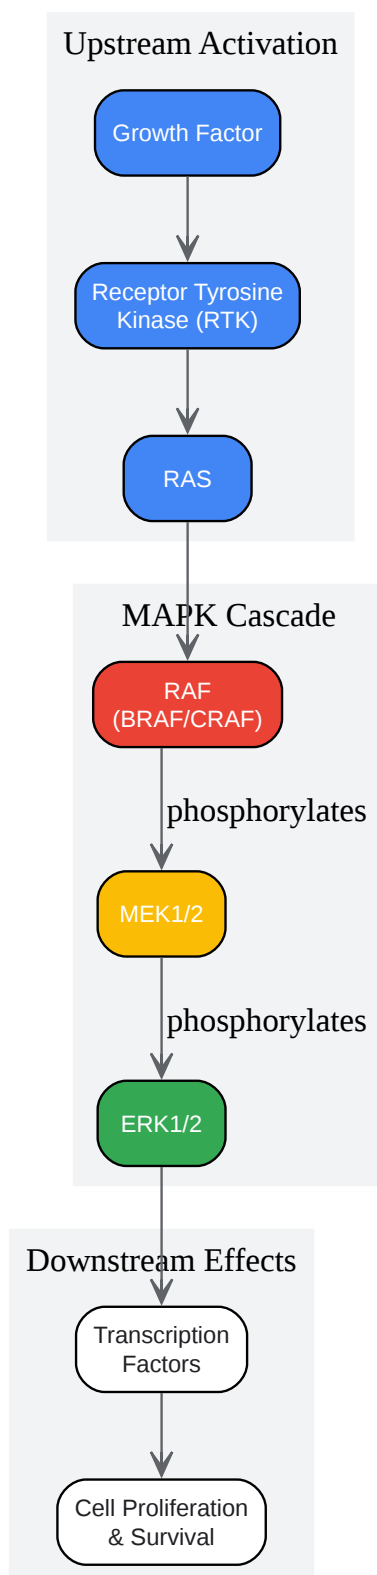 Upstream Activation
Growth Factor
Receptor Tyrosine
Kinase (RTK)
RAS
MAPK Cascade
RAF
(BRAF/CRAF)
phosphorylates
MEK1/2
phosphorylates
ERK1/2
Downstream Effects
Transcription
Factors
Cell Proliferation
& Survival